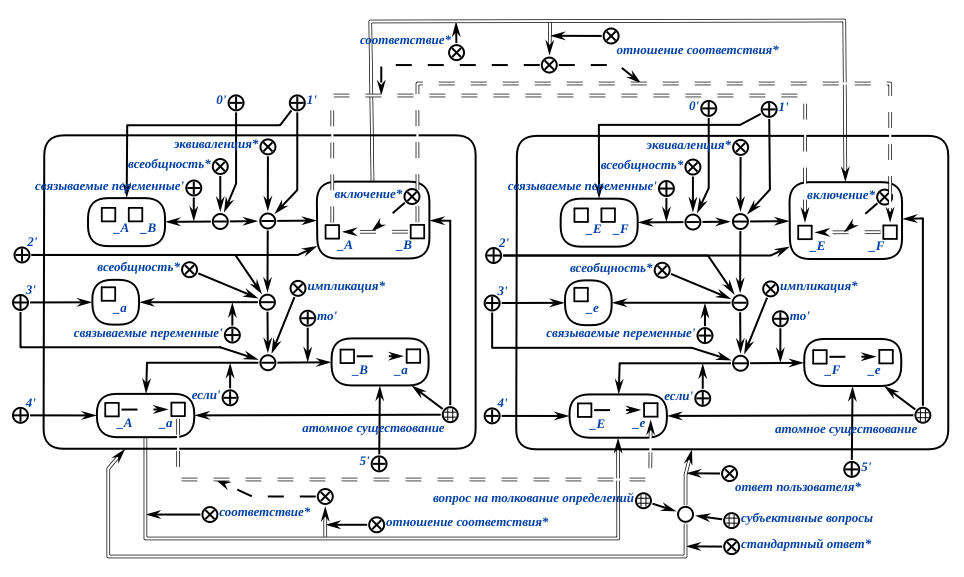 соответствие*
отношение соответствия*
0'
1'
0'
1'
эквиваления*
эквиваления*
всеобщность*
всеобщность*
связываемые переменные'
связываемые переменные'
включение*
включение*
_A
_B
_E
_F
_A
_B
_E
_F
2'
2'
всеобщность*
всеобщность*
3'
импликация*
3'
импликация*
_a
_e
то'
то'
связываемые переменные'
связываемые переменные'
_B
_a
_F
_e
если'
если'
4'
4'
_A
_a
_E
_e
атомное существование
атомное существование
5'
5'
вопрос на толкование определений
ответ пользователя*
соответствие*
отношение соответствия*
субъективные вопросы
стандартный ответ*